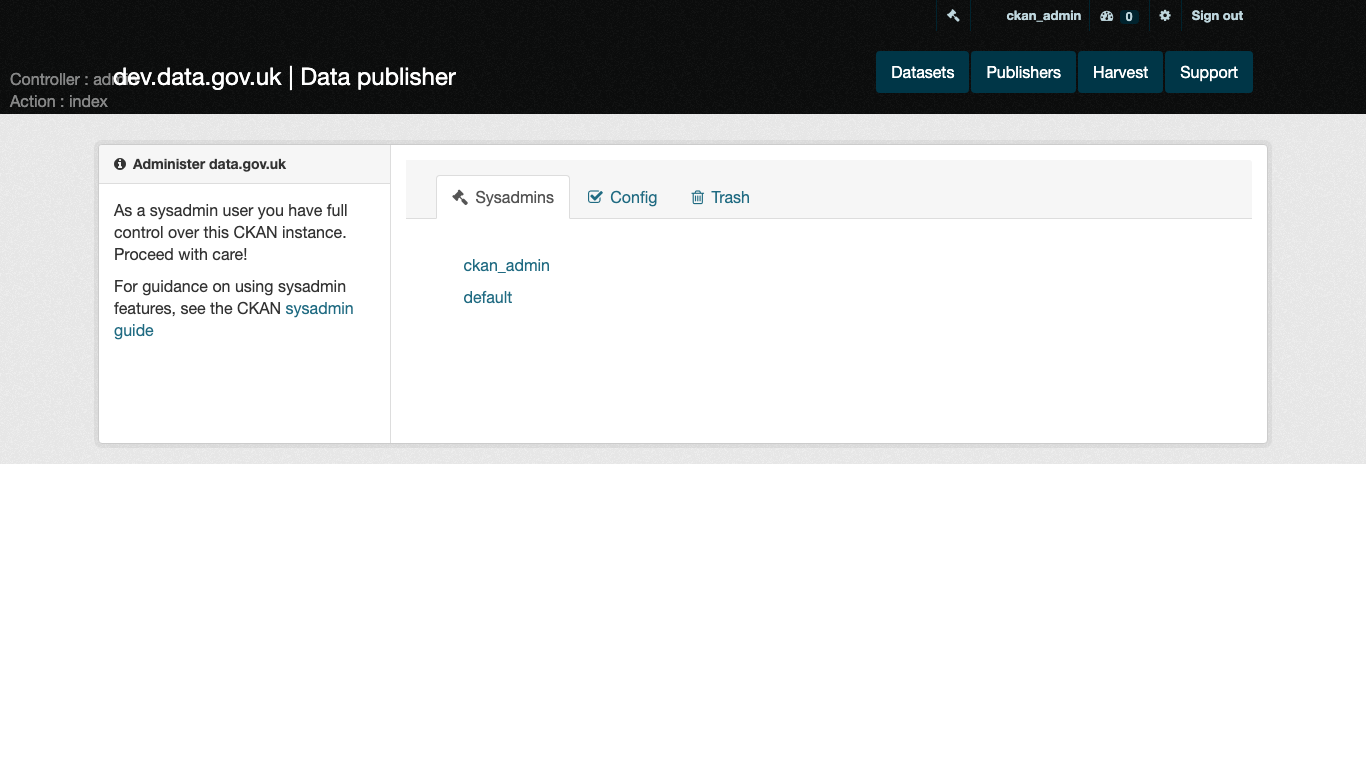 ckan_admin 0 Sign out
Controller : admin
dev.data.gov.uk | Data publisher
Action : index
Datasets Publishers Harvest Support
Administer data.gov.uk
As a sysadmin user you have full
control over this CKAN instance.
Proceed with care!
For guidance on using sysadmin
features, see the CKAN sysadmin
guide
Sysadmins Config Trash
ckan_admin
default